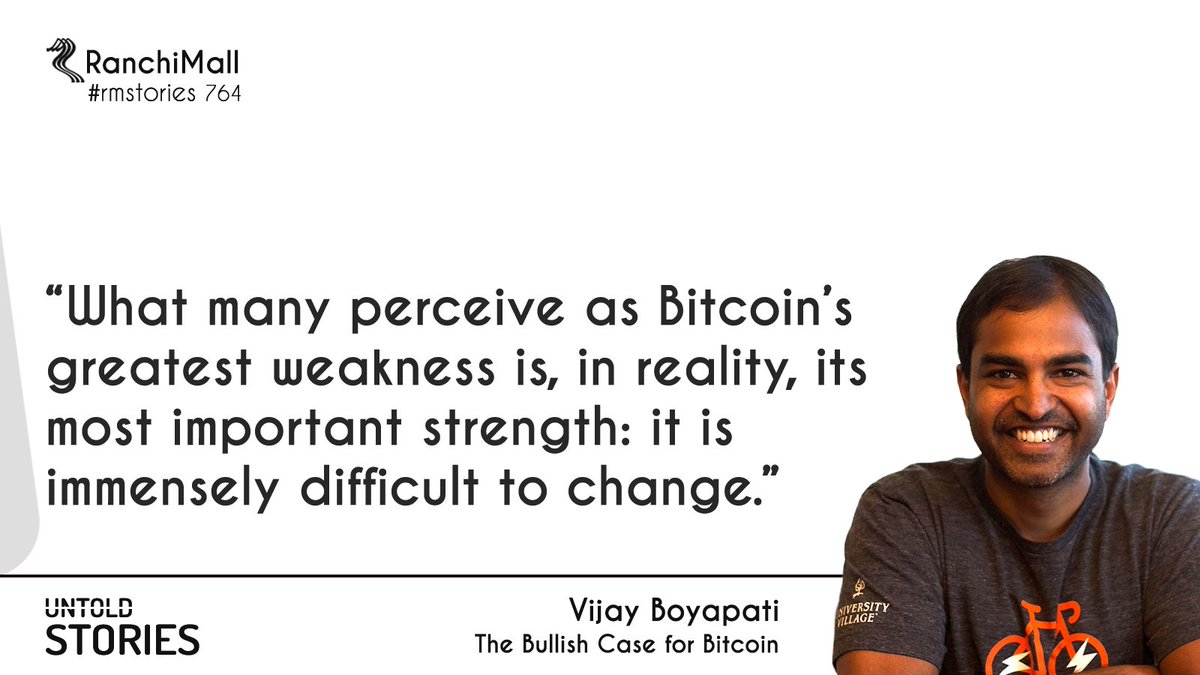 RanchiMall
#rmstories 764
“What many perceive as Bitcoin’s
greatest weakness is, in reality, its
most important strength: it is
immensely difficult to change.”
UNTOLD
STORIES
Vijay Boyapati
The Bullish Case for Bitcoin
NIVERSITY
VILLAGE